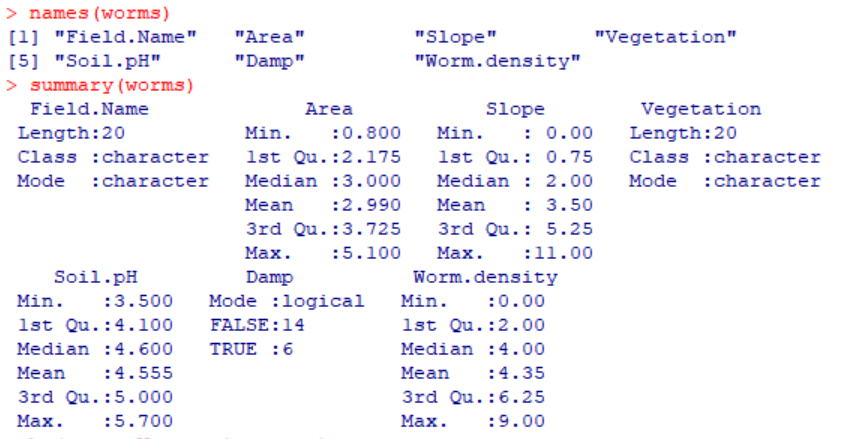 > names(worms)
[1] "Field.Name"   "Area"         "Slope"        "Vegetation"
[5] "Soil.pH"      "Damp"         "Worm.density"
> summary(worms)
  Field.Name             Area           Slope        Vegetation
 Length:20          Min.   :0.800   Min.   : 0.00   Length:20
 Class :character   1st Qu.:2.175   1st Qu.: 0.75   Class :character
 Mode  :character   Median :3.000   Median : 2.00   Mode  :character
                    Mean   :2.990   Mean   : 3.50
                    3rd Qu.:3.725   3rd Qu.: 5.25
                    Max.   :5.100   Max.   :11.00
    Soil.pH         Damp          Worm.density
 Min.   :3.500   Mode :logical   Min.   :0.00
 1st Qu.:4.100   FALSE:14        1st Qu.:2.00
 Median :4.600   TRUE :6         Median :4.00
 Mean   :4.555                   Mean   :4.35
 3rd Qu.:5.000                   3rd Qu.:6.25
 Max.   :5.700                   Max.   :9.00